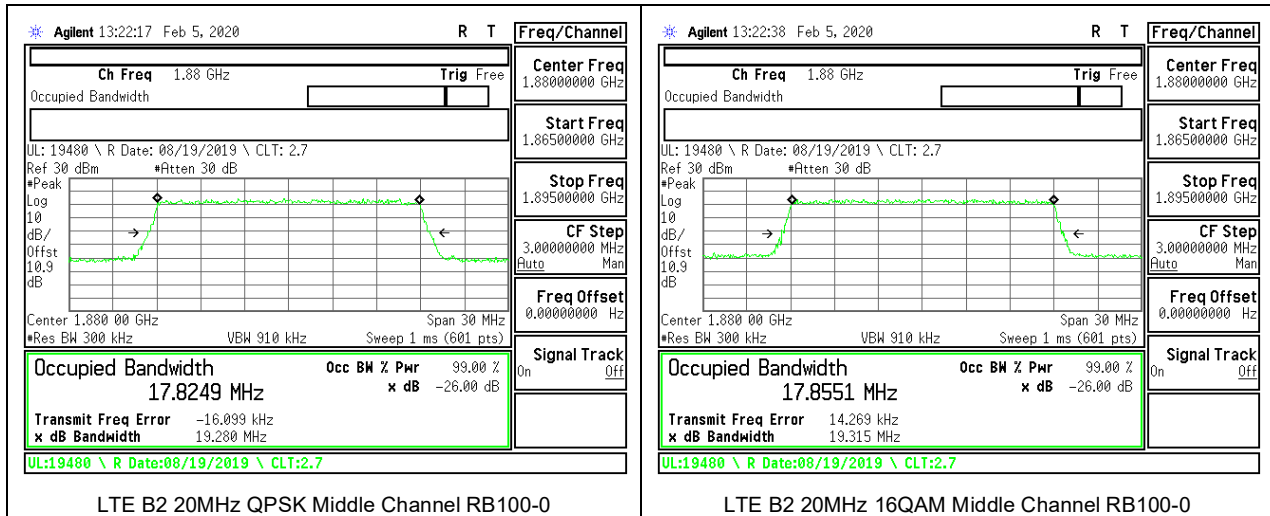 Agilent 13:22:17 Feb 5, 2020 R T
Freq/Channel
Ch Freq 1.88 GHz Trig Free
Occupied Bandwidth
Center Freq
1.88000000 GHz
Start Freq
1.86500000 GHz
Stop Freq
1.89500000 GHz
CF Step
3.00000000 MHz
Auto Man
Freq Offset
0.00000000 Hz
Signal Track
On Off
UL: 19480 \ R Date: 08/19/2019 \ CLT: 2.7
Ref 30 dBm #Atten 30 dB
#Peak
Log
10
dB/
Offst
10.9
dB
Center 1.880 00 GHz Span 30 MHz
#Res BW 300 kHz VBW 910 kHz Sweep 1 ms (601 pts)
Occupied Bandwidth Occ BW % Pwr 99.00 %
17.8249 MHz x dB -26.00 dB
Transmit Freq Error -16.099 kHz
x dB Bandwidth 19.280 MHz
UL:19480 \ R Date:08/19/2019 \ CLT:2.7
LTE B2 20MHz QPSK Middle Channel RB100-0
Agilent 13:22:38 Feb 5, 2020 R T
Freq/Channel
Ch Freq 1.88 GHz Trig Free
Occupied Bandwidth
Center Freq
1.88000000 GHz
Start Freq
1.86500000 GHz
Stop Freq
1.89500000 GHz
CF Step
3.00000000 MHz
Auto Man
Freq Offset
0.00000000 Hz
Signal Track
On Off
UL: 19480 \ R Date: 08/19/2019 \ CLT: 2.7
Ref 30 dBm #Atten 30 dB
#Peak
Log
10
dB/
Offst
10.9
dB
Center 1.880 00 GHz Span 30 MHz
#Res BW 300 kHz VBW 910 kHz Sweep 1 ms (601 pts)
Occupied Bandwidth Occ BW % Pwr 99.00 %
17.8551 MHz x dB -26.00 dB
Transmit Freq Error 14.269 kHz
x dB Bandwidth 19.315 MHz
UL:19480 \ R Date:08/19/2019 \ CLT:2.7
LTE B2 20MHz 16QAM Middle Channel RB100-0